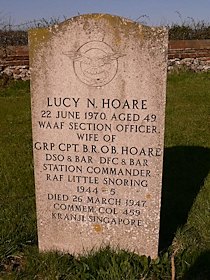 LUCY N. HOARE
22 JUNE 1970. AGED 49
WAAF SECTION OFFICER.
WIFE OF
GRP CPT. B.R.O.B. HOARE
DSO & BAR. DFC & BAR
STATION COMMANDER
RAF LITTLE SNORING
1944 - 5
DIED 26 MARCH 1947.
COMMEM. COL. 459.
KRANJI. SINGAPORE.